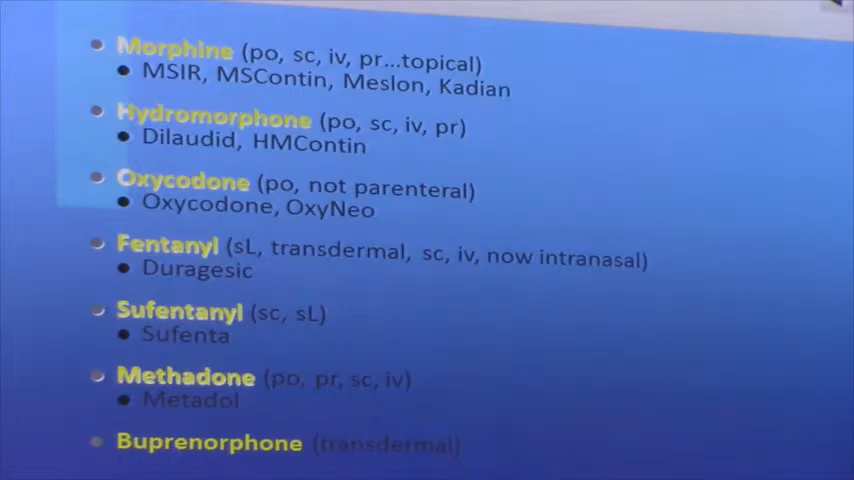 Morphine (po, sc, iv, pr...topical)
MSIR, MSContin, Meslon, Kadian
Hydromorphone (po, sc, iv, pr)
Dilaudid, HMContin
Oxycodone (po, not parenteral)
Oxycodone, OxyNeo
Fentanyl (sL, transdermal, sc, iv, now intranasal)
Duragesic
Sufentanyl (sc, sL)
Sufenta
Methadone (po, pr, sc, iv)
Metadol
Buprenorphone (transdermal)